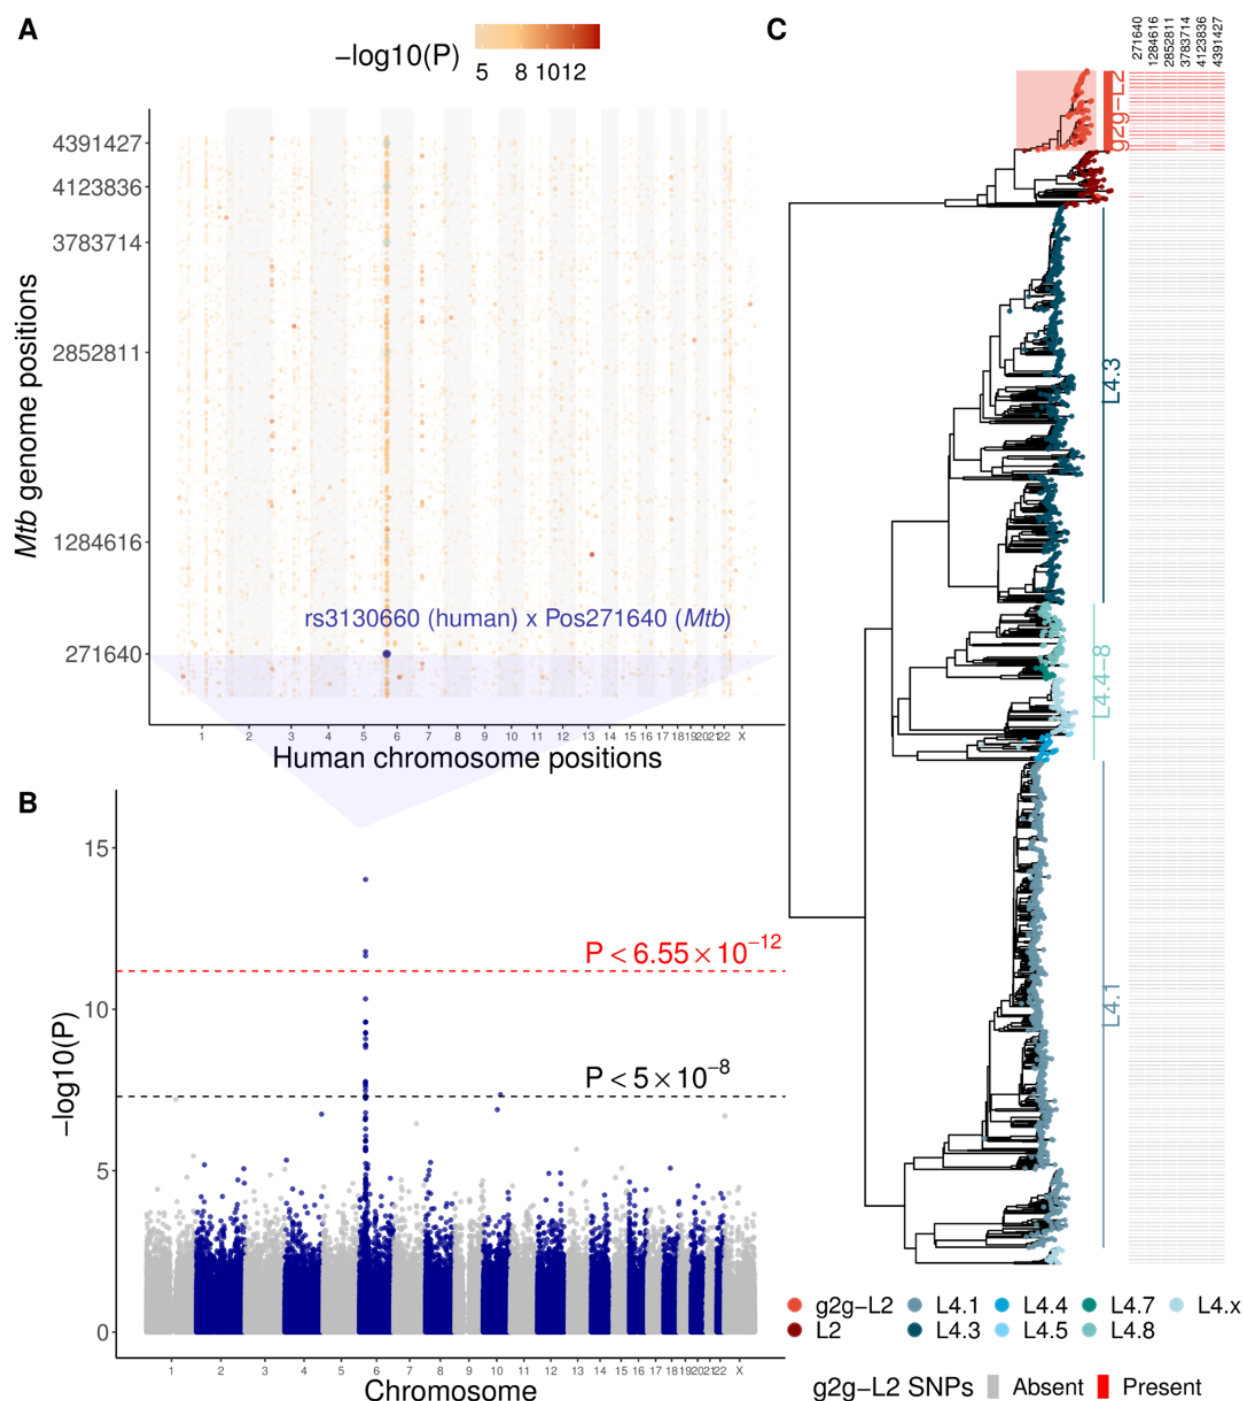 A
−log10(P)
5 8 10 12
Mtb genome positions
4391427
4123836
3783714
2852811
1284616
271640
rs3130660 (human) x Pos271640 (Mtb)
1 2 3 4 5 6 7 8 9 10 11 12 13 14 15 16 17 18 19 20 21 22 X
Human chromosome positions
B
−log10(P)
15
10
5
0
P < 6.55 × 10−12
P < 5 × 10−8
1 2 3 4 5 6 7 8 9 10 11 12 13 14 15 16 17 18 19 20 21 22 X
Chromosome
C
271640
1284616
2852811
3783714
4123836
4391427
g2g−L2
L4.3
L4.4−8
L4.1
g2g−L2 L4.1 L4.4 L4.7 L4.x
L2 L4.3 L4.5 L4.8
g2g−L2 SNPs Absent Present